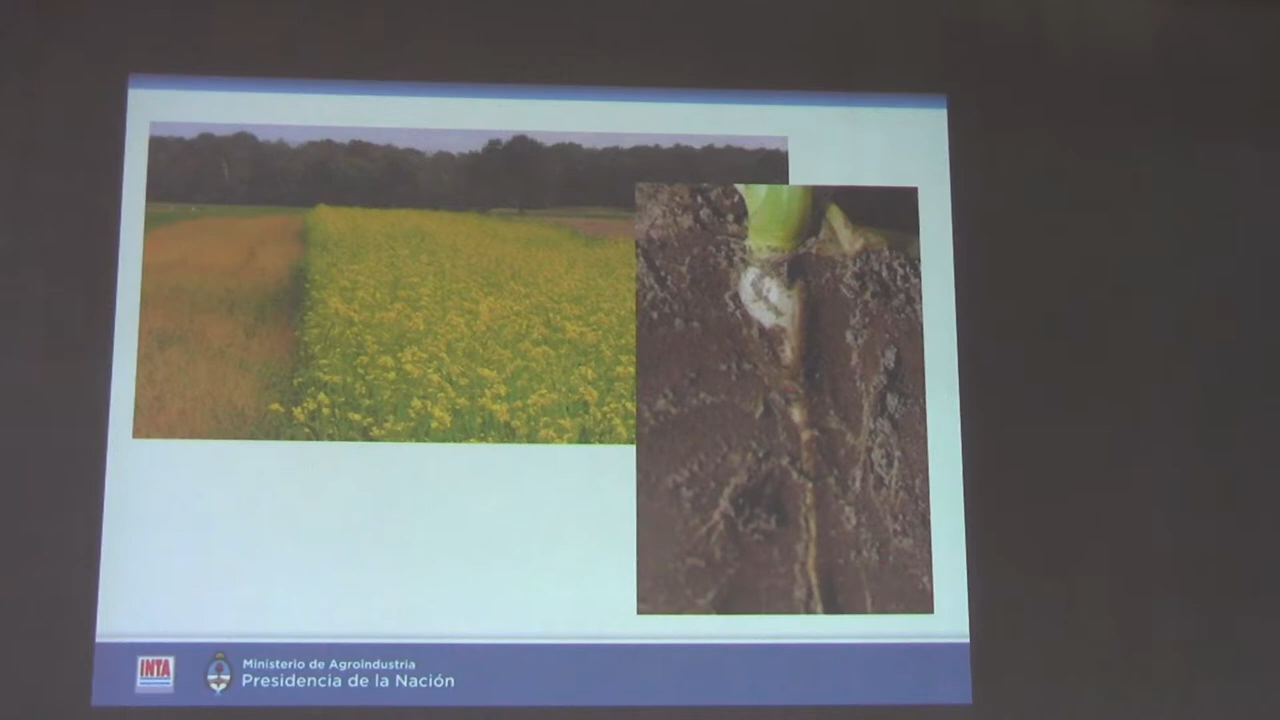 INTA
Ministerio de Agroindustria
Presidencia de la Nación